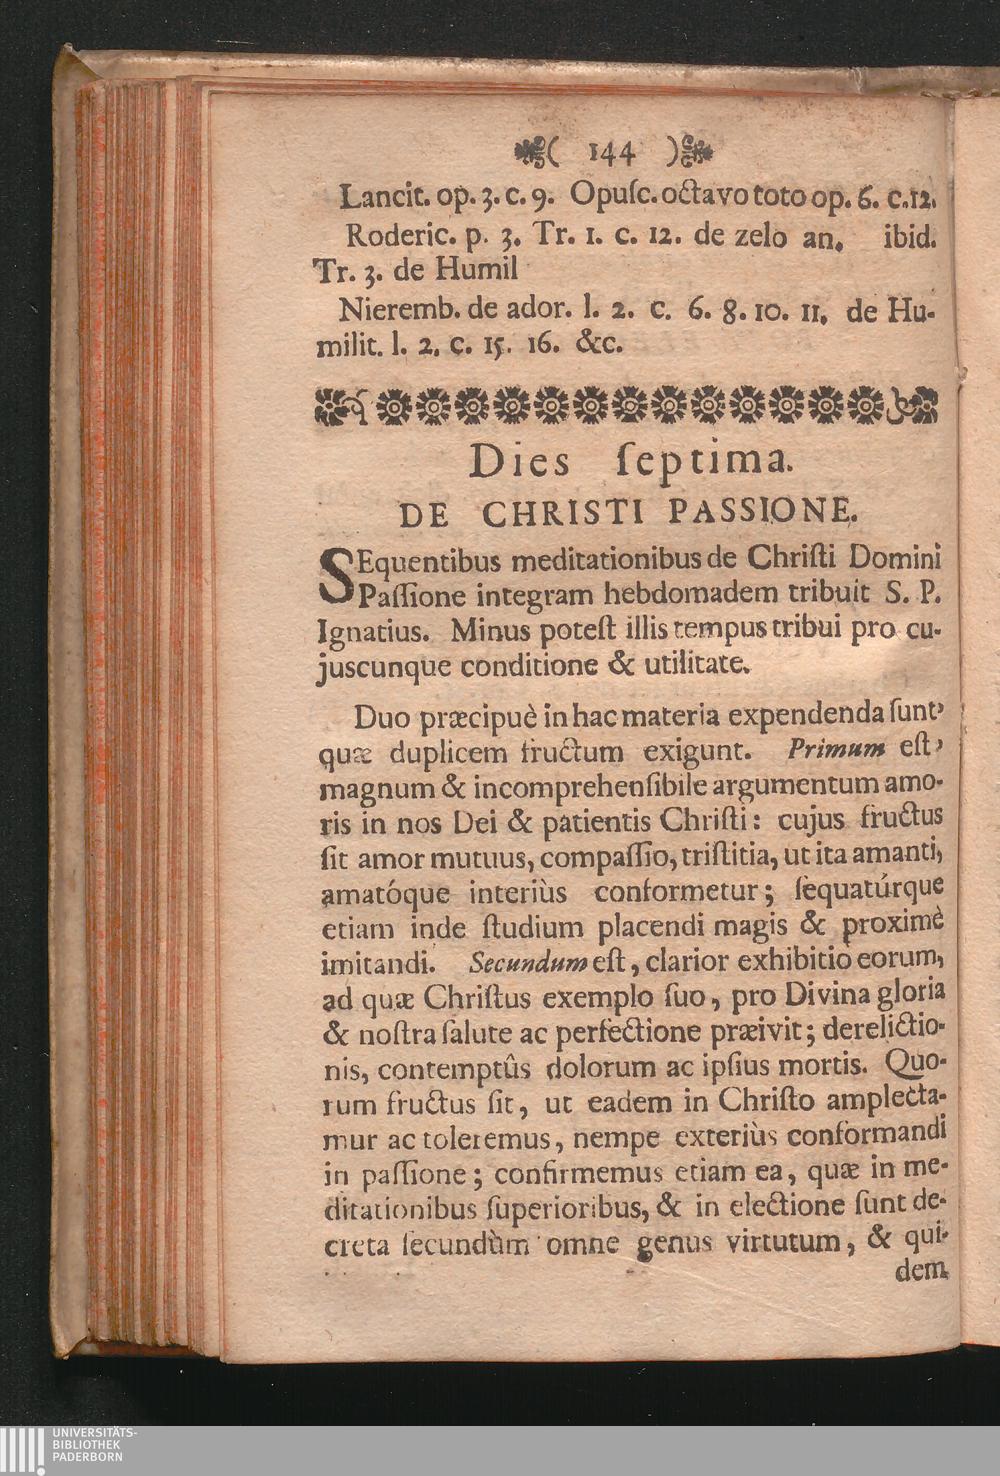 ( 144 )
Lancit. op. 3. c. 9. Opuſc. octavo toto op. 6. c. 12.
Roderic. p. 3. Tr. 1. c. 12. de zelo an. ibid.
Tr. 3. de Humil
Nieremb. de ador. l. 2. c. 6. 8. 10. 11. de Hu-
milit. l. 2. c. 15. 16. &c.
Dies ſeptima.
DE CHRISTI PASSIONE.
SEquentibus meditationibus de Chriſti Domini
Paſſione integram hebdomadem tribuit S. P.
Ignatius. Minus poteſt illis tempus tribui pro cu-
juscunque conditione & utilitate.
Duo præcipuè in hac materia expendenda ſunt,
quæ duplicem fructum exigunt. Primum eſt,
magnum & incomprehenſibile argumentum amo-
ris in nos Dei & patientis Chriſti: cujus fructus
ſit amor mutuus, compaſſio, triſtitia, ut ita amanti,
amatóque interiùs conformetur; ſequatúrque
etiam inde ſtudium placendi magis & proximè
imitandi. Secundum eſt, clarior exhibitio eorum,
ad quæ Chriſtus exemplo ſuo, pro Divina gloria
& noſtra ſalute ac perfectione præivit; derelictio-
nis, contemptûs dolorum ac ipſius mortis. Quo-
rum fructus ſit, ut eadem in Chriſto amplecta-
mur ac toleremus, nempe exteriùs conformandi
in paſſione; confirmemus etiam ea, quæ in me-
ditationibus ſuperioribus, & in electione ſunt de-
creta ſecundùm omne genus virtutum, & qui-
dem
UNIVERSITÄTS-
BIBLIOTHEK
PADERBORN